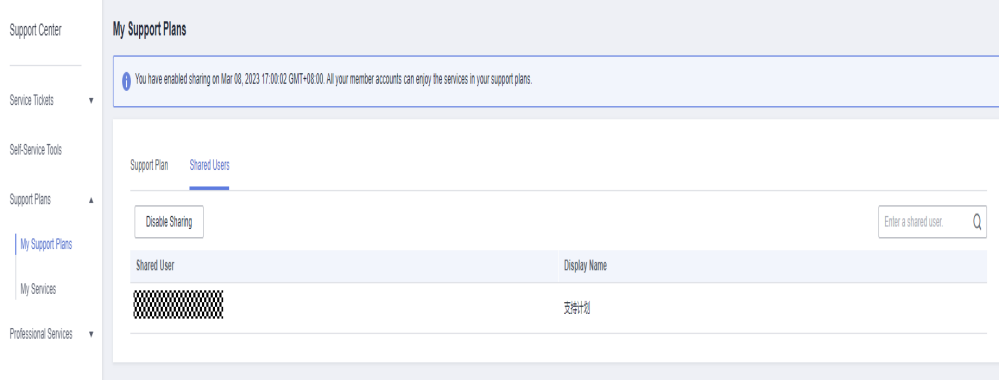 Support Center
Service Tickets
Self-Service Tools
Support Plans
My Support Plans
My Services
Professional Services
My Support Plans
You have enabled sharing on Mar 08, 2023 17:00:02 GMT+08:00. All your member accounts can enjoy the services in your support plans.
Support Plan Shared Users
Disable Sharing Enter a shared user.
Shared User Display Name
支持计划